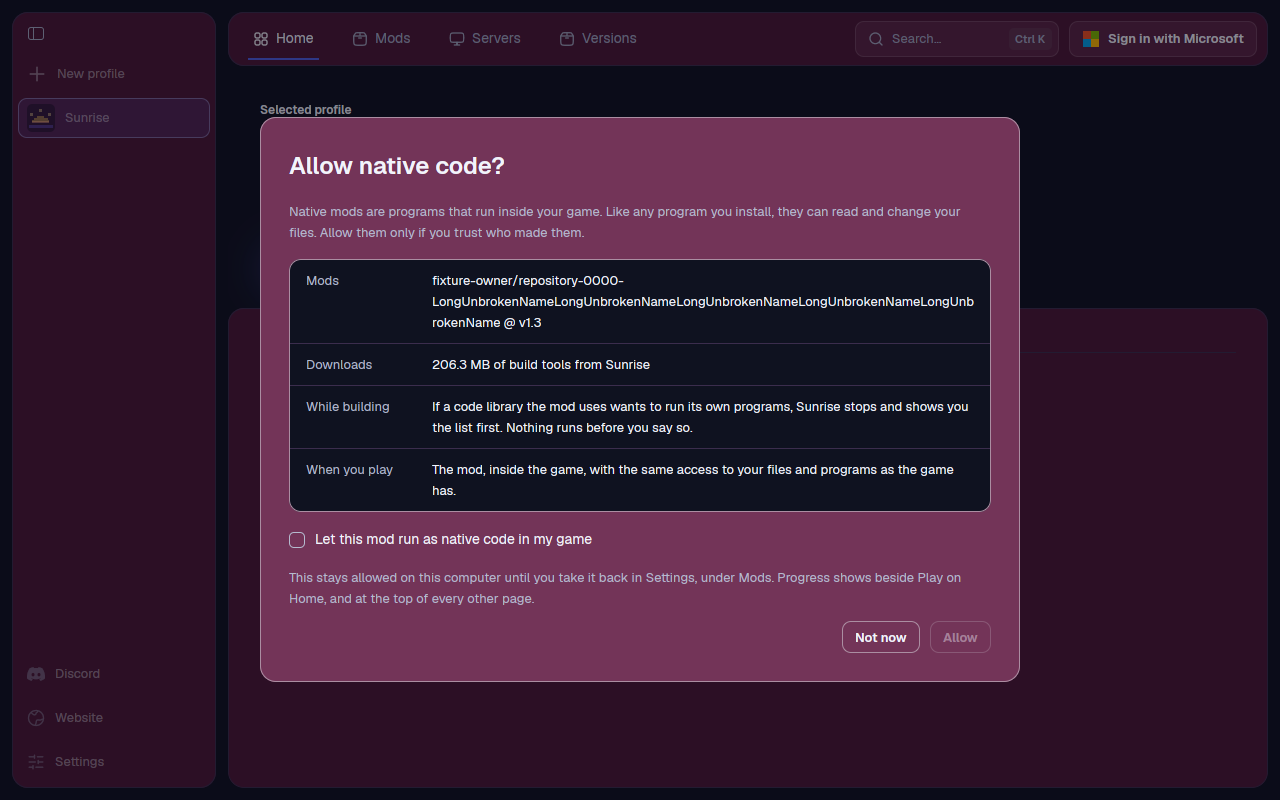 Home
Mods
Servers
Versions
Search...
Ctrl K
Sign in with Microsoft
New profile
Sunrise
Selected profile
Allow native code?
Native mods are programs that run inside your game. Like any program you install, they can read and change your
files. Allow them only if you trust who made them.
Mods
fixture-owner/repository-0000-
LongUnbrokenNameLongUnbrokenNameLongUnbrokenNameLongUnbrokenNameLongUnb
rokenName @ v1.3
Downloads
206.3 MB of build tools from Sunrise
While building
If a code library the mod uses wants to run its own programs, Sunrise stops and shows you
the list first. Nothing runs before you say so.
When you play
The mod, inside the game, with the same access to your files and programs as the game
has.
Let this mod run as native code in my game
This stays allowed on this computer until you take it back in Settings, under Mods. Progress shows beside Play on
Home, and at the top of every other page.
Not now
Allow
Discord
Website
Settings